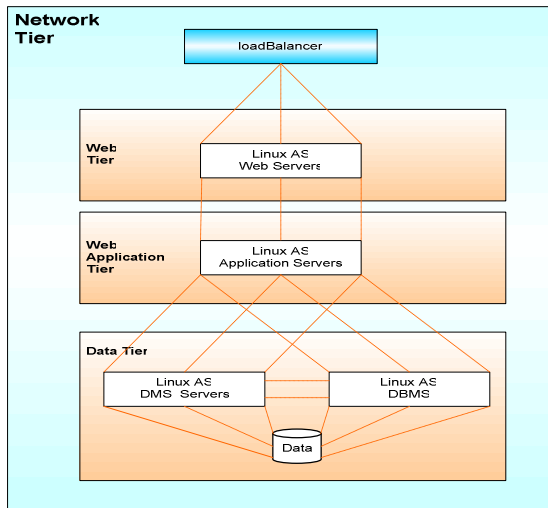 Network
Tier
loadBalancer
Web
Tier
Linux AS
Web Servers
Web
Application
Tier
Linux AS
Application Servers
Data Tier
Linux AS
DMS Servers
Linux AS
DBMS
Data